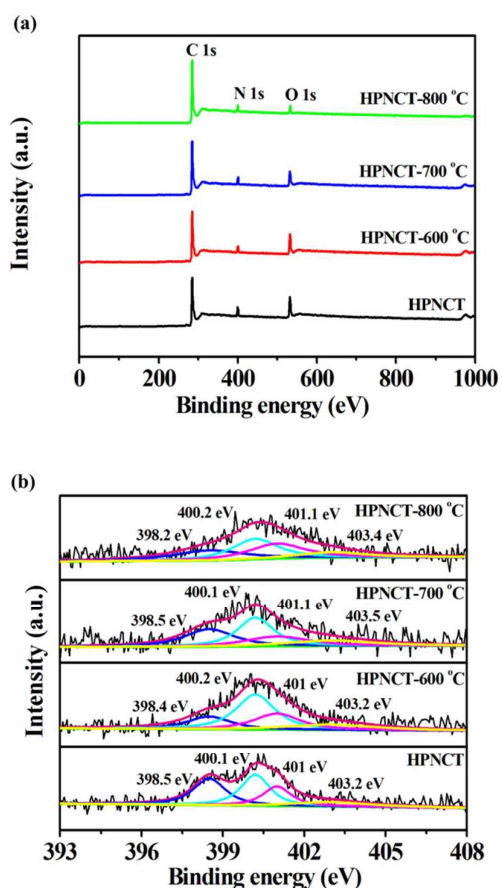 (a)
C 1s
N 1s O 1s
HPNCT-800 °C
HPNCT-700 °C
HPNCT-600 °C
HPNCT
Intensity (a.u.)
0 200 400 600 800 1000
Binding energy (eV)
(b)
400.2 eV 401.1 eV HPNCT-800 °C
398.2 eV 403.4 eV
400.1 eV HPNCT-700 °C
398.5 eV 401.1 eV 403.5 eV
400.2 eV HPNCT-600 °C
398.4 eV 401 eV 403.2 eV
400.1 eV HPNCT
398.5 eV 401 eV 403.2 eV
Intensity (a.u.)
393 396 399 402 405 408
Binding energy (eV)